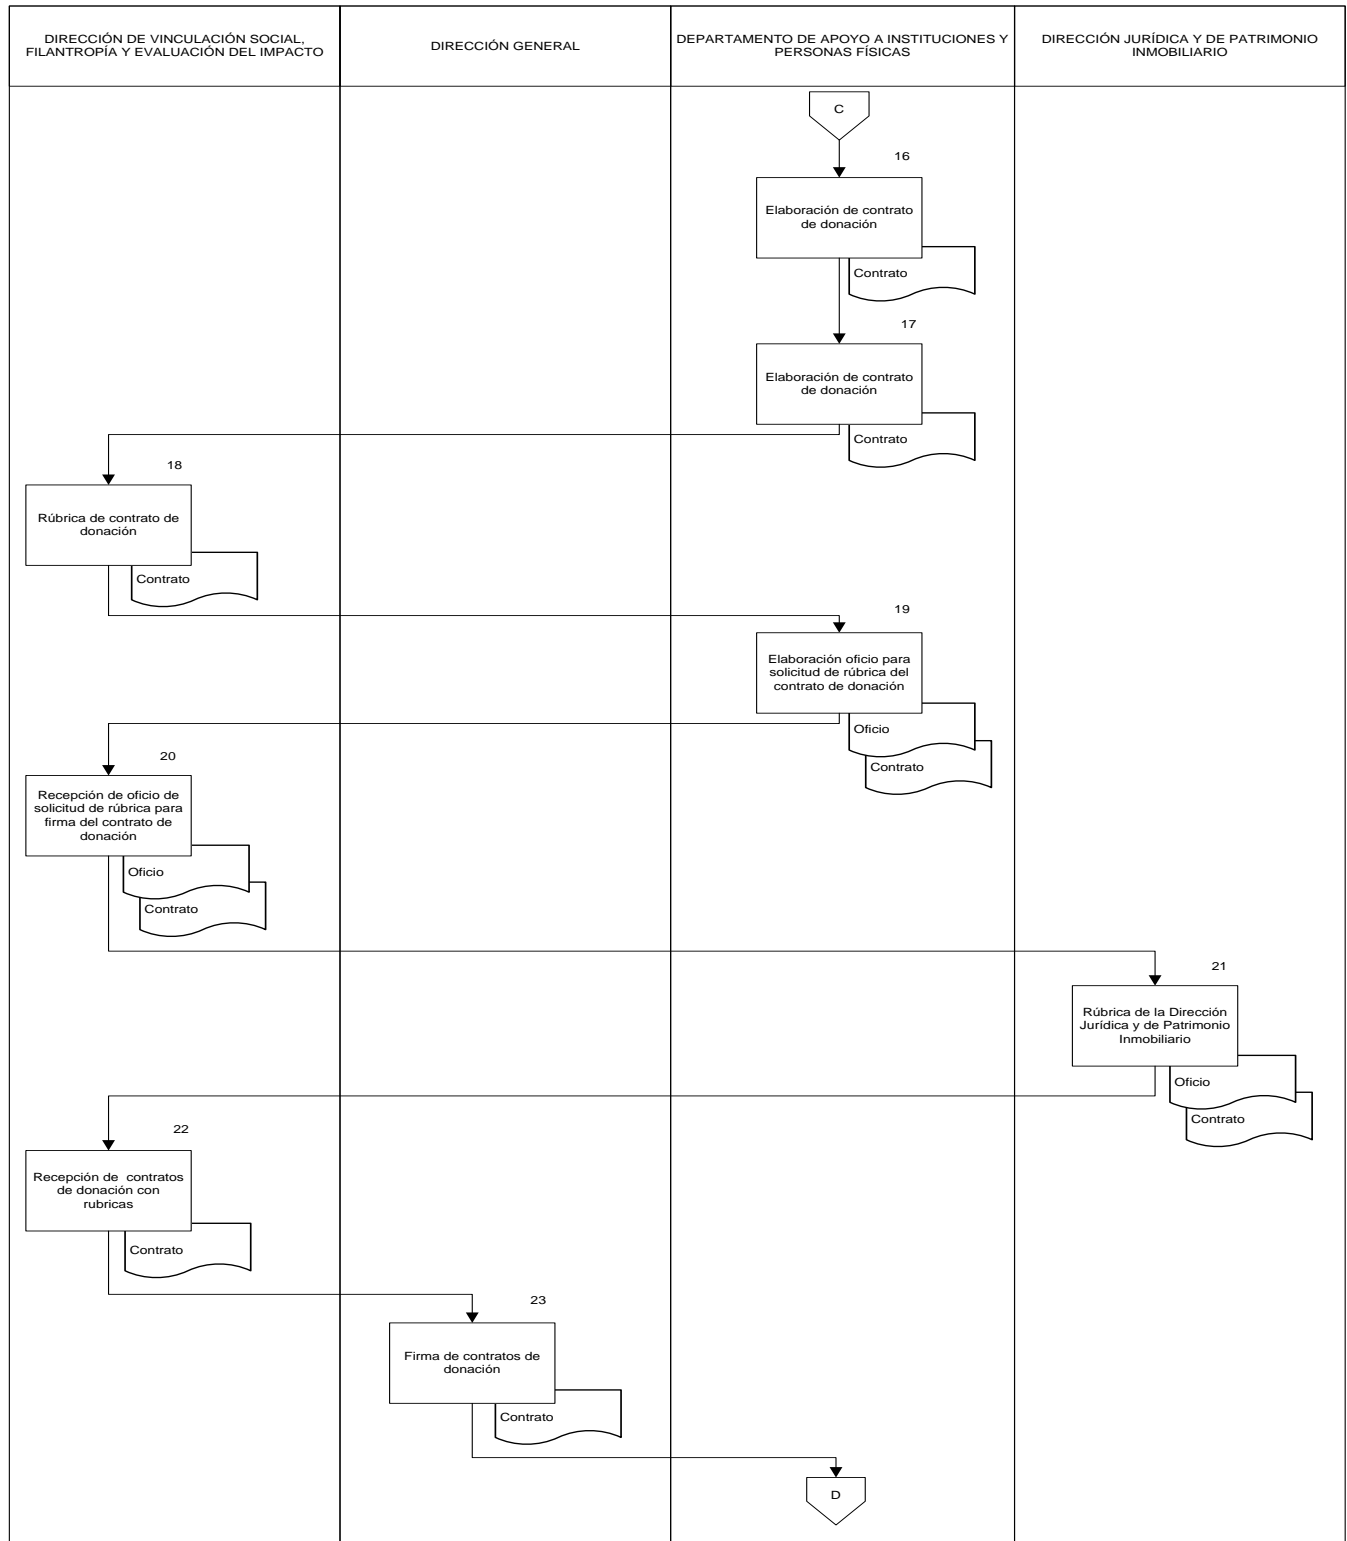 DIRECCIÓN DE VINCULACIÓN SOCIAL,
FILANTROPÍA Y EVALUACIÓN DEL IMPACTO
DIRECCIÓN GENERAL
DEPARTAMENTO DE APOYO A INSTITUCIONES Y
PERSONAS FÍSICAS
DIRECCIÓN JURÍDICA Y DE PATRIMONIO
INMOBILIARIO
C
16
Elaboración de contrato
de donación
Contrato
17
Elaboración de contrato
de donación
Contrato
18
Rúbrica de contrato de
donación
Contrato
19
Elaboración oficio para
solicitud de rúbrica del
contrato de donación
Oficio
Contrato
20
Recepción de oficio de
solicitud de rúbrica para
firma del contrato de
donación
Oficio
Contrato
21
Rúbrica de la Dirección
Jurídica y de Patrimonio
Inmobiliario
Oficio
Contrato
22
Recepción de  contratos
de donación con
rubricas
Contrato
23
Firma de contratos de
donación
Contrato
D